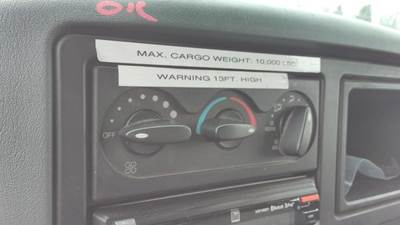 OK
MAX. CARGO WEIGHT: 10,000 LBS
WARNING 13FT. HIGH
OFF